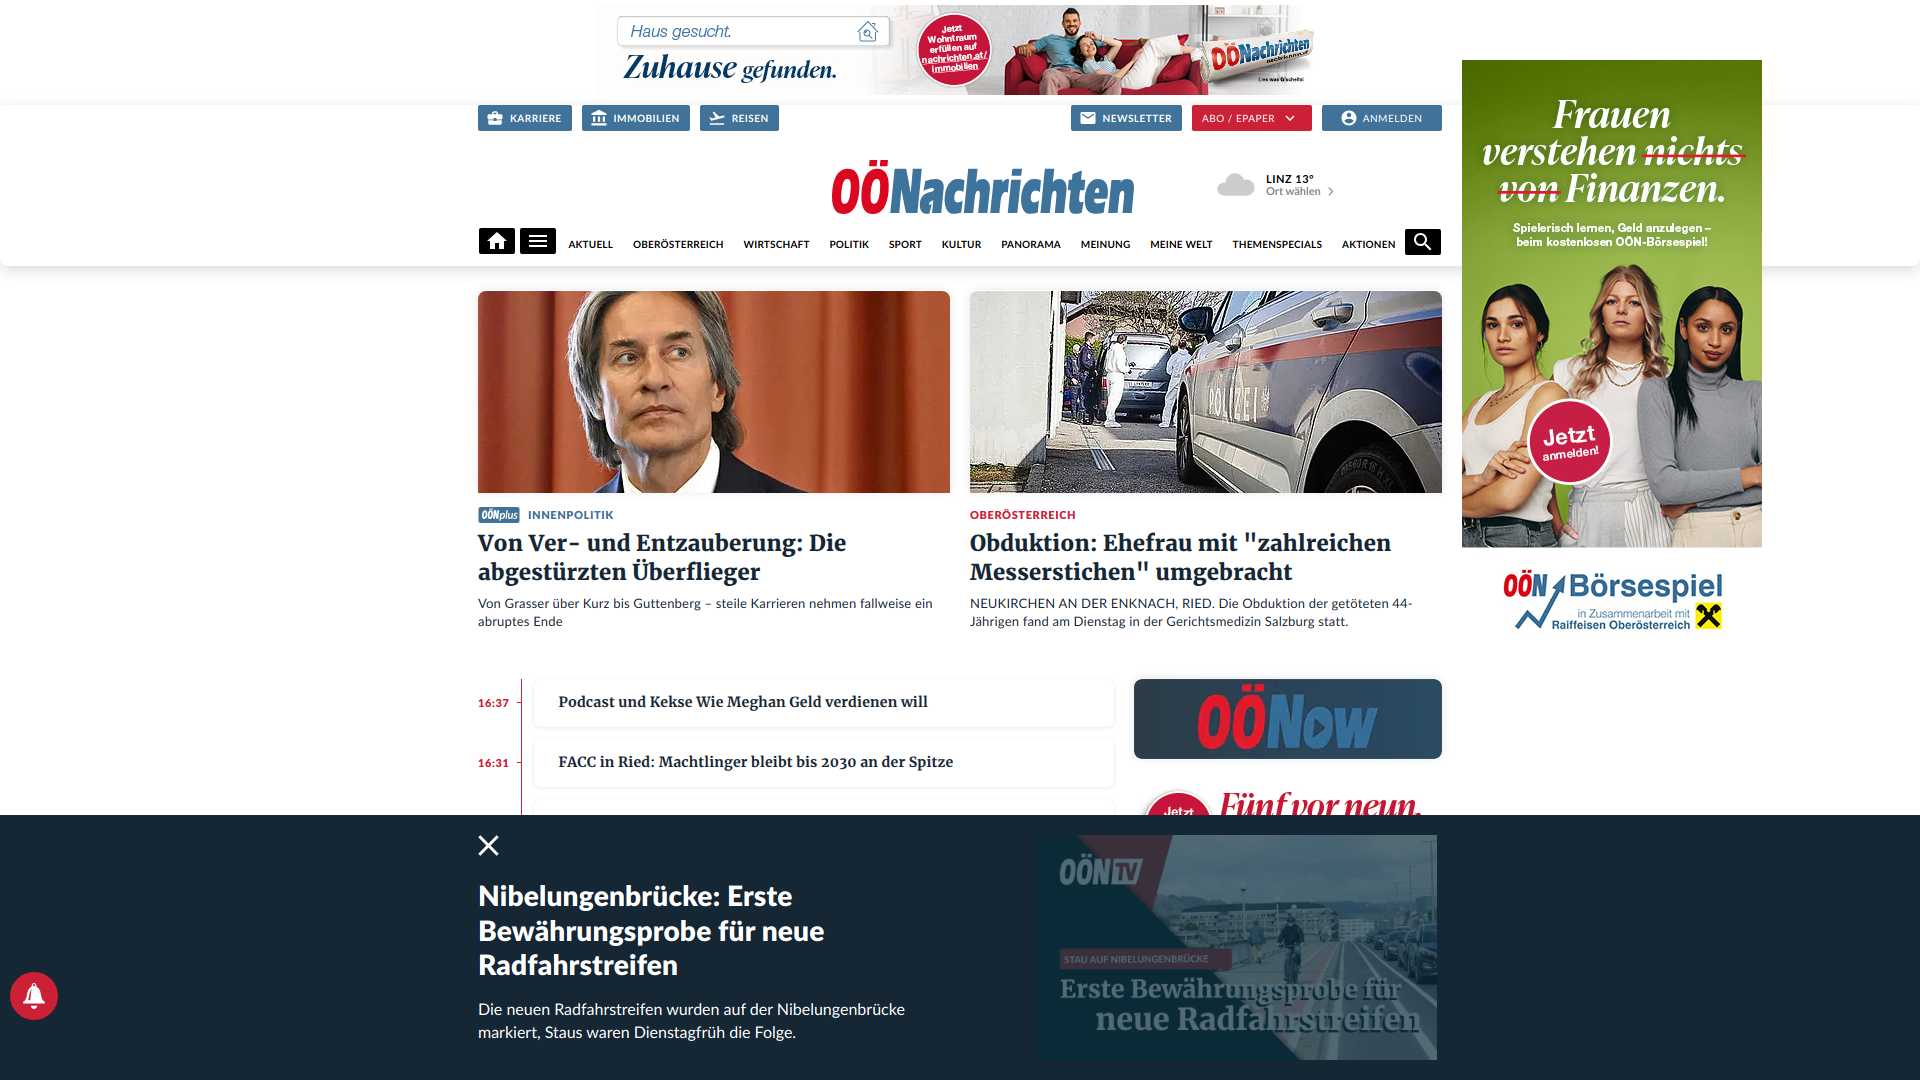 Haus gesucht.
Zuhause gefunden.
Jetzt
Wohntraum
erfüllen auf
nachrichten.at/
immobilien
OÖNachrichten
Lies was G'scheits!
KARRIERE
IMMOBILIEN
REISEN
NEWSLETTER
ABO / EPAPER
ANMELDEN
OÖNachrichten
LINZ 13°
Ort wählen
AKTUELL
OBERÖSTERREICH
WIRTSCHAFT
POLITIK
SPORT
KULTUR
PANORAMA
MEINUNG
MEINE WELT
THEMENSPECIALS
AKTIONEN
Frauen
verstehen nichts
von Finanzen.
Spielerisch lernen, Geld anzulegen –
beim kostenlosen OÖN-Börsespiel!
Jetzt
anmelden!
OÖN Börsespiel
in Zusammenarbeit mit
Raiffeisen Oberösterreich
POLIZEI
OÖNplus INNENPOLITIK
Von Ver- und Entzauberung: Die
abgestürzten Überflieger
Von Grasser über Kurz bis Guttenberg – steile Karrieren nehmen fallweise ein
abruptes Ende
OBERÖSTERREICH
Obduktion: Ehefrau mit "zahlreichen
Messerstichen" umgebracht
NEUKIRCHEN AN DER ENKNACH, RIED. Die Obduktion der getöteten 44-
Jährigen fand am Dienstag in der Gerichtsmedizin Salzburg statt.
16:37 Podcast und Kekse Wie Meghan Geld verdienen will
16:31 FACC in Ried: Machtlinger bleibt bis 2030 an der Spitze
OÖNow
Jetzt
Fünf vor neun.
Nibelungenbrücke: Erste
Bewährungsprobe für neue
Radfahrstreifen
Die neuen Radfahrstreifen wurden auf der Nibelungenbrücke
markiert, Staus waren Dienstagfrüh die Folge.
OÖN TV
STAU AUF NIBELUNGENBRÜCKE
Erste Bewährungsprobe für
neue Radfahrstreifen